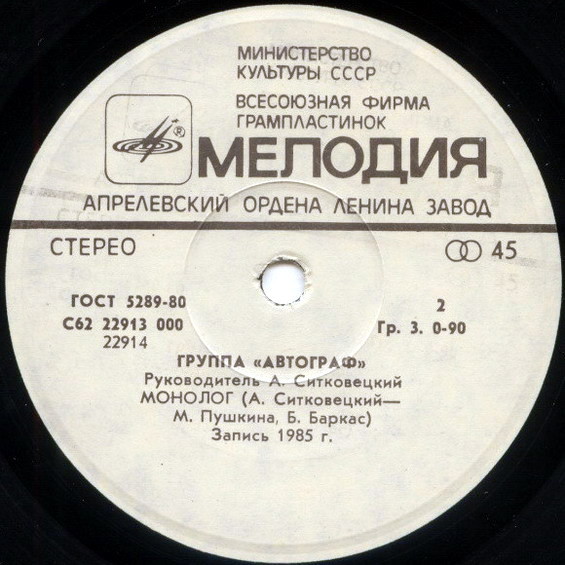 МИНИСТЕРСТВО
КУЛЬТУРЫ СССР
ВСЕСОЮЗНАЯ ФИРМА
ГРАМПЛАСТИНОК
®
МЕЛОДИЯ
АПРЕЛЕВСКИЙ ОРДЕНА ЛЕНИНА ЗАВОД
СТЕРЕО 45
ГОСТ 5289-80 2
С62 22913 000 Гр. 3. 0-90
22914
ГРУППА «АВТОГРАФ»
Руководитель А. Ситковецкий
МОНОЛОГ (А. Ситковецкий—
М. Пушкина, Б. Баркас)
Запись 1985 г.